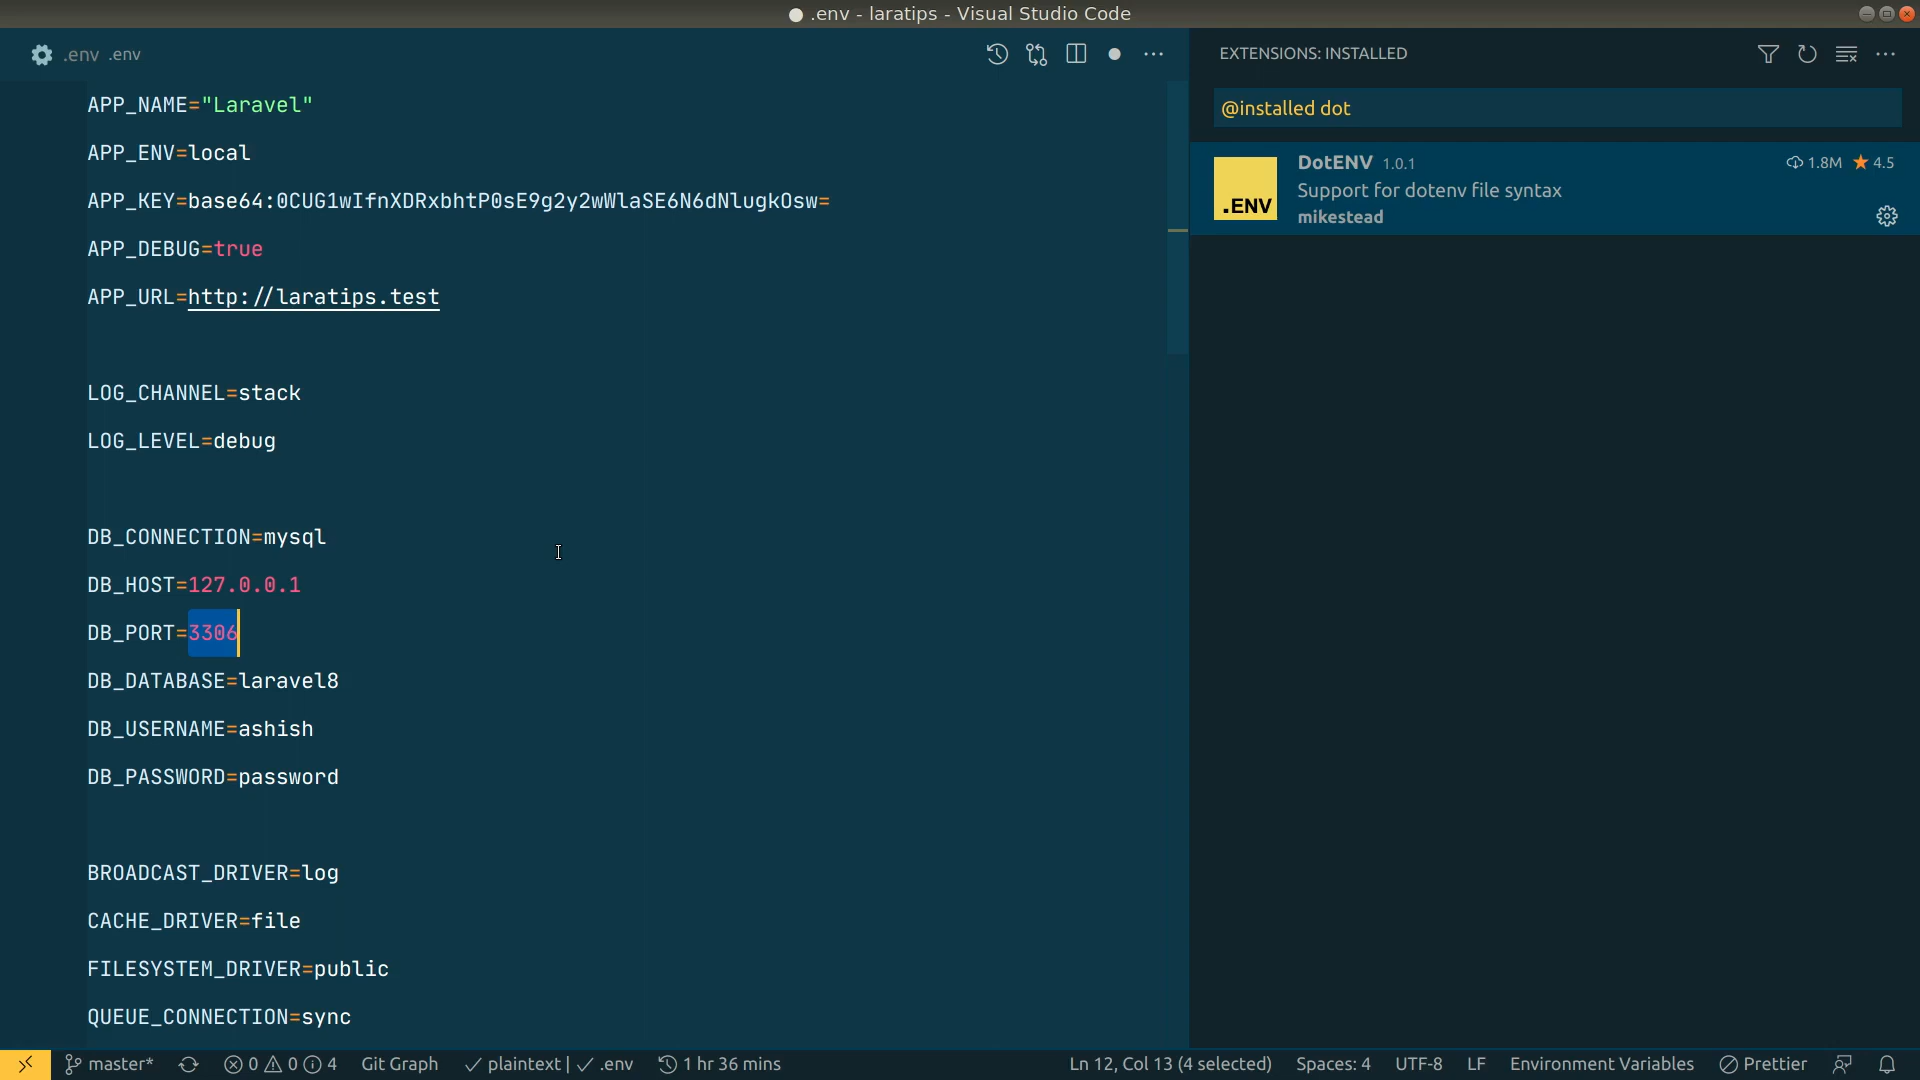 .env - laratips - Visual Studio Code
.env .env
APP_NAME="Laravel"
APP_ENV=local
APP_KEY=base64:0CUG1wIfnXDRxbhtP0sE9g2y2wWlaSE6N6dNlugkOsw=
APP_DEBUG=true
APP_URL=http://laratips.test
LOG_CHANNEL=stack
LOG_LEVEL=debug
DB_CONNECTION=mysql
DB_HOST=127.0.0.1
DB_PORT=3306
DB_DATABASE=laravel8
DB_USERNAME=ashish
DB_PASSWORD=password
BROADCAST_DRIVER=log
CACHE_DRIVER=file
FILESYSTEM_DRIVER=public
QUEUE_CONNECTION=sync
EXTENSIONS: INSTALLED
@installed dot
.ENV
DotENV 1.0.1 1.8M 4.5
Support for dotenv file syntax
mikestead
master* 0 0 4 Git Graph plaintext | .env 1 hr 36 mins Ln 12, Col 13 (4 selected) Spaces: 4 UTF-8 LF Environment Variables Prettier